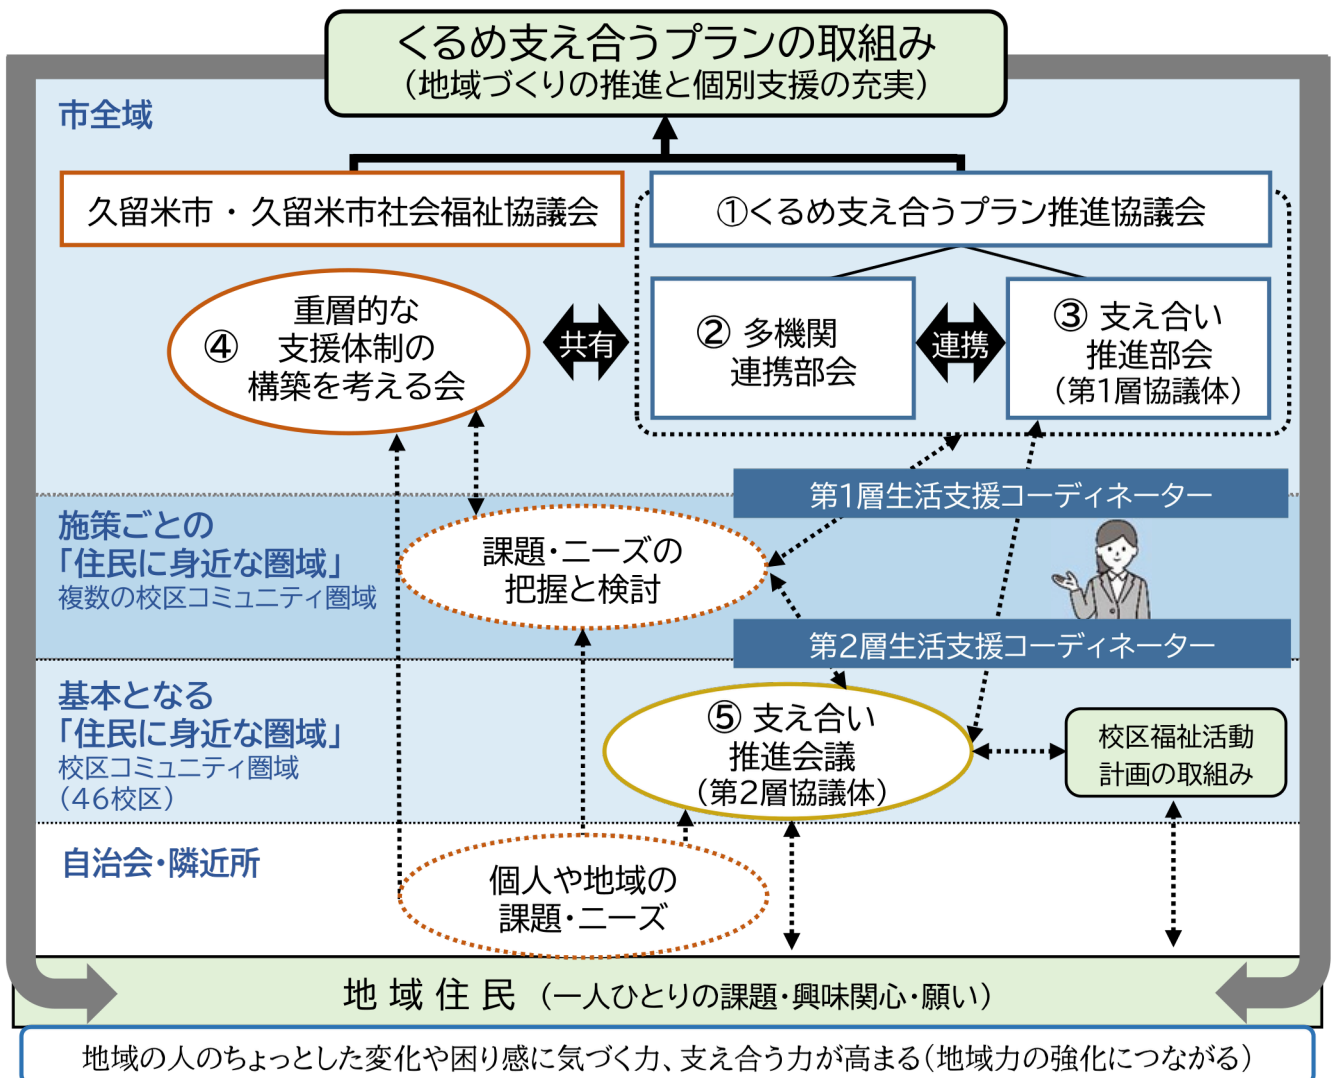 くるめ支え合うプランの取組み
（地域づくりの推進と個別支援の充実）
市全域
久留米市・久留米市社会福祉協議会
①くるめ支え合うプラン推進協議会
④ 重層的な
支援体制の
構築を考える会
共有
② 多機関
連携部会
連携
③ 支え合い
推進部会
（第1層協議体）
第1層生活支援コーディネーター
施策ごとの
「住民に身近な圏域」
複数の校区コミュニティ圏域
課題・ニーズの
把握と検討
第2層生活支援コーディネーター
基本となる
「住民に身近な圏域」
校区コミュニティ圏域
（46校区）
⑤ 支え合い
推進会議
（第2層協議体）
校区福祉活動
計画の取組み
自治会・隣近所
個人や地域の
課題・ニーズ
地域住民（一人ひとりの課題・興味関心・願い）
地域の人のちょっとした変化や困り感に気づく力、支え合う力が高まる（地域力の強化につながる）